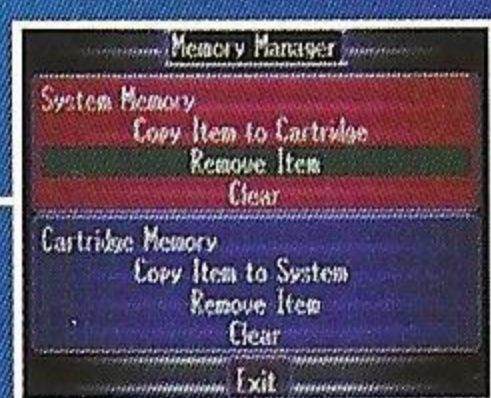 Memory Manager
System Memory
Copy Item to Cartridge
Remove Item
Clear
Cartridge Memory
Copy Item to System
Remove Item
Clear
Exit